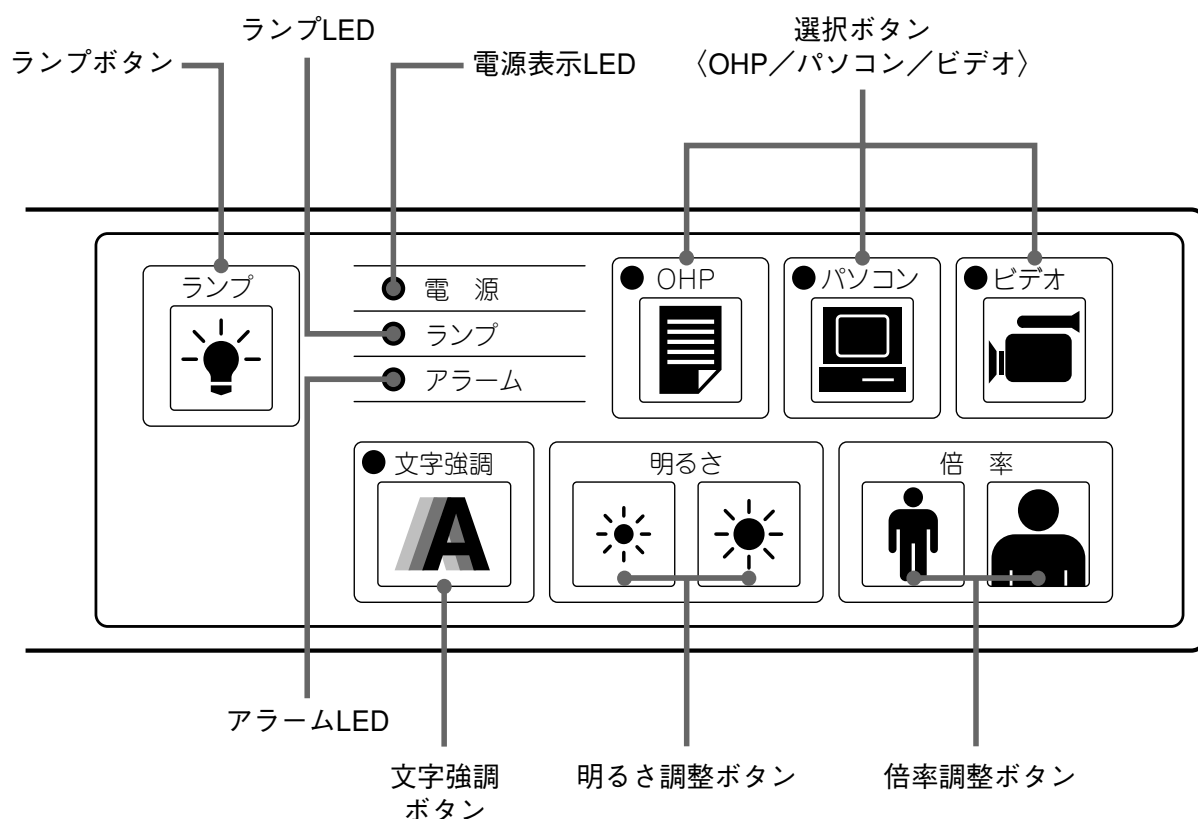 ランプLED
選択ボタン
ランプボタン
電源表示LED
〈OHP／パソコン／ビデオ〉
ランプ
電 源
ランプ
アラーム
OHP
パソコン
ビデオ
文字強調
A
明るさ
倍 率
アラームLED
文字強調
ボタン
明るさ調整ボタン
倍率調整ボタン